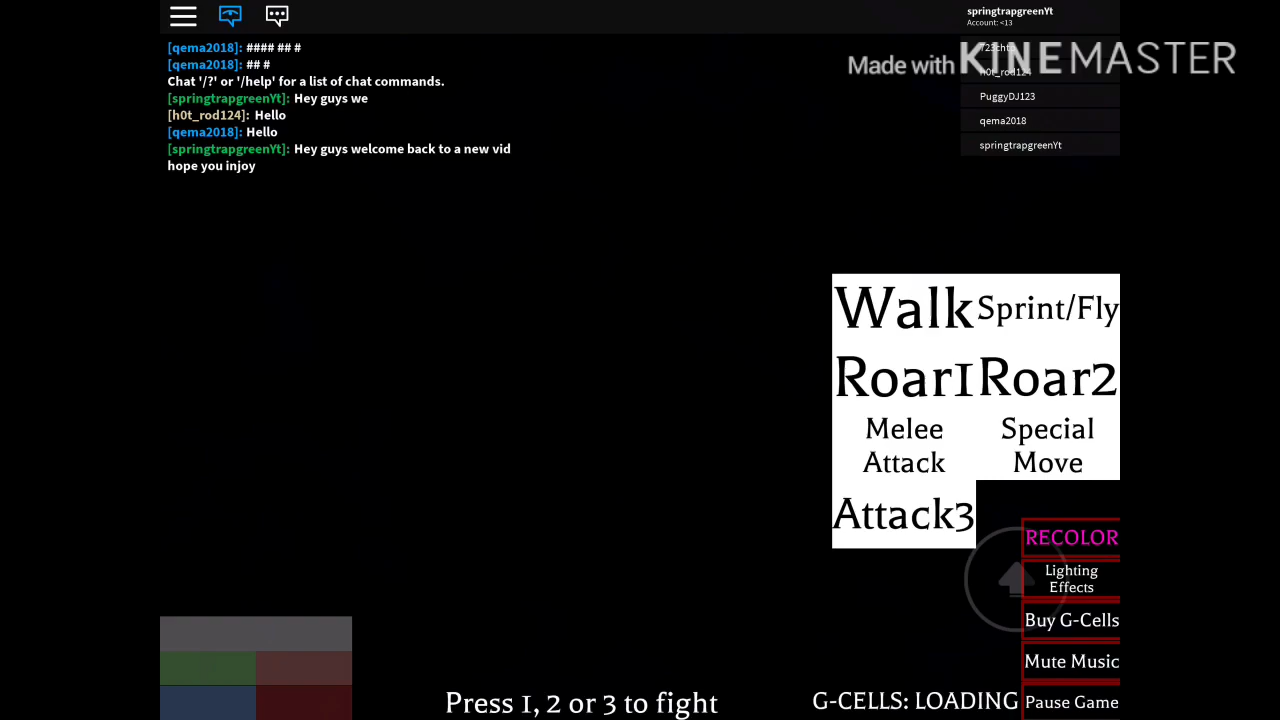 springtrapgreenYt
Account: <13
[qema2018]: #### ## #
[qema2018]: ## #
Chat '/?' or '/help' for a list of chat commands.
[springtrapgreenYt]: Hey guys we
[h0t_rod124]: Hello
[qema2018]: Hello
[springtrapgreenYt]: Hey guys welcome back to a new vid
hope you injoy
Made with KINEMASTER
h0t_rod124
PuggyDJ123
qema2018
springtrapgreenYt
Walk Sprint/Fly
Roar1 Roar2
Melee Attack
Special Move
Attack3
RECOLOR
Lighting
Effects
Buy G-Cells
Mute Music
Pause Game
Press 1, 2 or 3 to fight
G-CELLS: LOADING